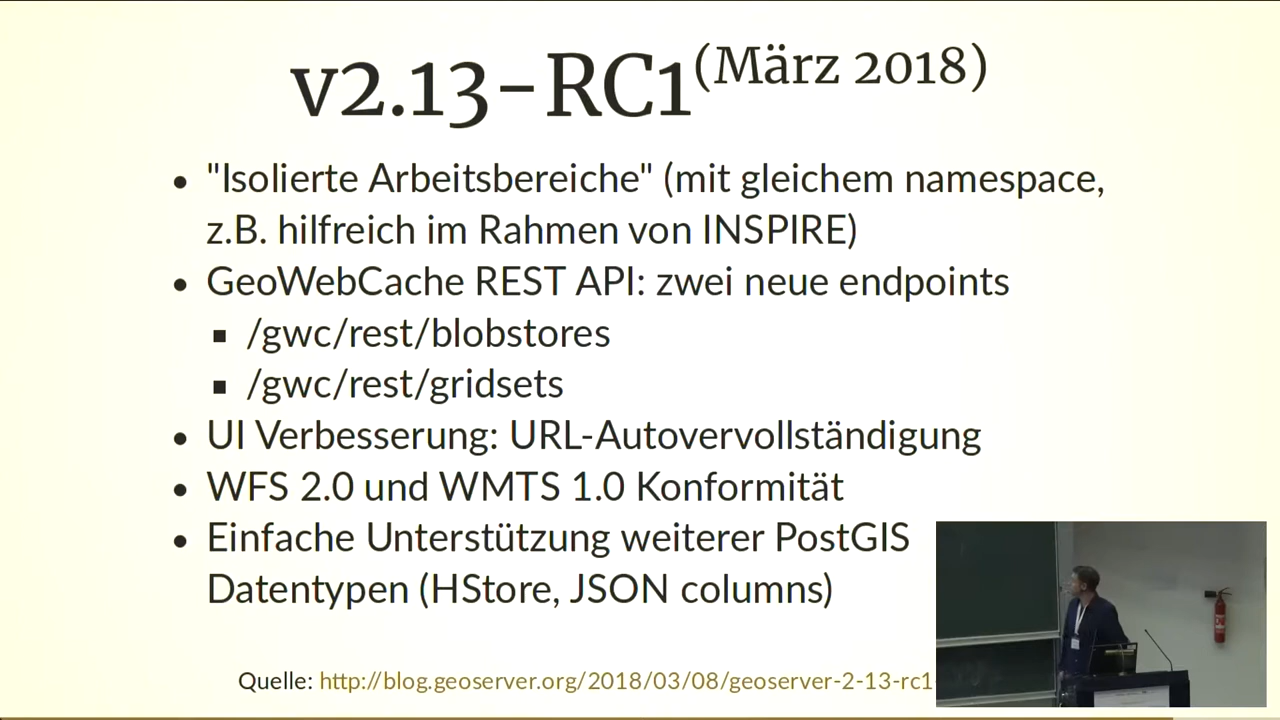 v2.13-RC1(März 2018)
• "Isolierte Arbeitsbereiche" (mit gleichem namespace,
z.B. hilfreich im Rahmen von INSPIRE)
• GeoWebCache REST API: zwei neue endpoints
▪ /gwc/rest/blobstores
▪ /gwc/rest/gridsets
• UI Verbesserung: URL-Autovervollständigung
• WFS 2.0 und WMTS 1.0 Konformität
• Einfache Unterstützung weiterer PostGIS
Datentypen (HStore, JSON columns)
Quelle: http://blog.geoserver.org/2018/03/08/geoserver-2-13-rc1-